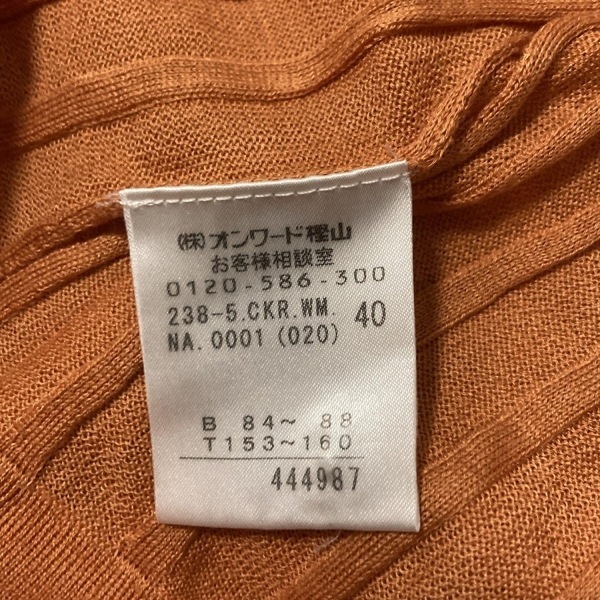 (株)オンワード樫山
お客様相談室
0120-586-300
238-5.CKR.WM. 40
NA.0001(020)
B 84~ 88
T153~160
444987